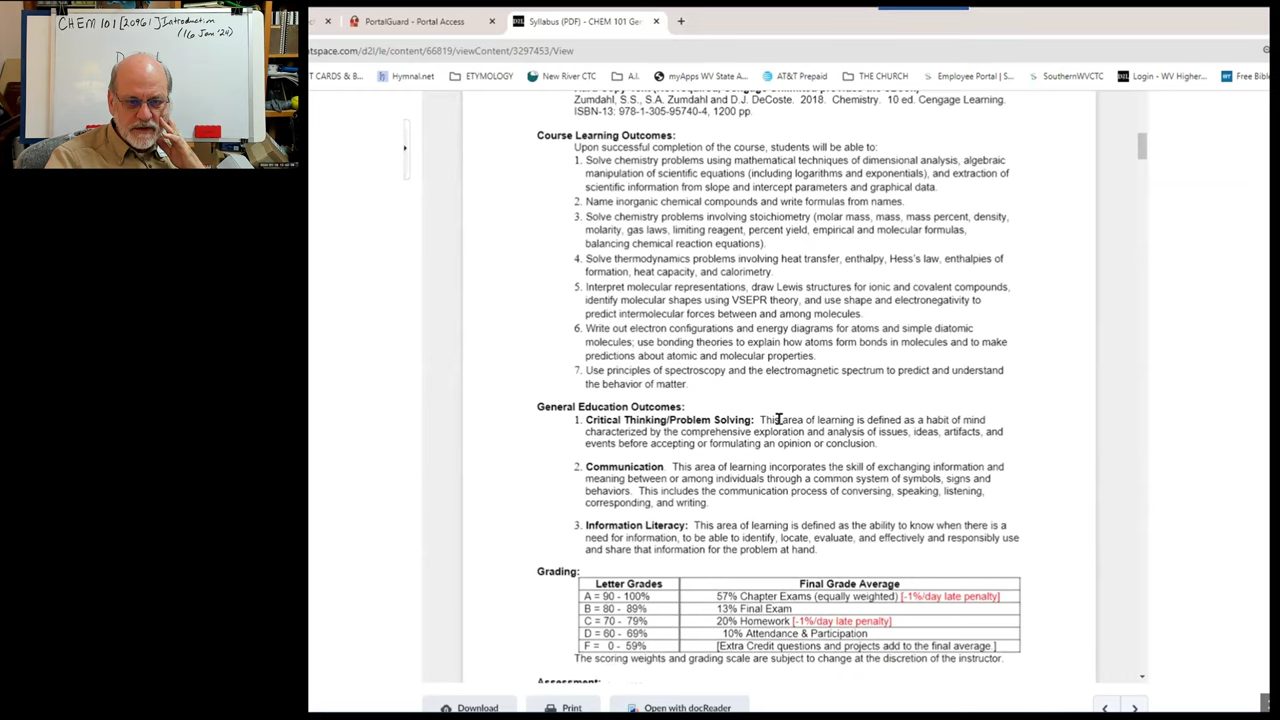 CHEM 101 [20961] Introduction
(16 Jan '24)
PortalGuard - Portal Access
Syllabus (PDF) - CHEM 101 Ger
ntspace.com/d2l/le/content/66819/viewContent/3297453/View
CARDS & B...
Hymnal.net
ETYMOLOGY
New River CTC
A.I.
myApps WV State A...
AT&T Prepaid
THE CHURCH
Employee Portal | S...
SouthernWVCTC
Login - WV Higher...
Free Bible
Zumdahl, S.S., S.A. Zumdahl and D.J. DeCoste. 2018. Chemistry. 10 ed. Cengage Learning.
ISBN-13: 978-1-305-95740-4, 1200 pp.
Course Learning Outcomes:
Upon successful completion of the course, students will be able to:
1. Solve chemistry problems using mathematical techniques of dimensional analysis, algebraic
manipulation of scientific equations (including logarithms and exponentials), and extraction of
scientific information from slope and intercept parameters and graphical data.
2. Name inorganic chemical compounds and write formulas from names.
3. Solve chemistry problems involving stoichiometry (molar mass, mass percent, density,
molarity, gas laws, limiting reagent, percent yield, empirical and molecular formulas,
balancing chemical reaction equations).
4. Solve thermodynamics problems involving heat transfer, enthalpy, Hess's law, enthalpies of
formation, heat capacity, and calorimetry.
5. Interpret molecular representations, draw Lewis structures for ionic and covalent compounds,
identify molecular shapes using VSEPR theory, and use shape and electronegativity to
predict intermolecular forces between and among molecules.
6. Write out electron configurations and energy diagrams for atoms and simple diatomic
molecules; use bonding theories to explain how atoms form bonds in molecules and to make
predictions about atomic and molecular properties.
7. Use principles of spectroscopy and the electromagnetic spectrum to predict and understand
the behavior of matter.
General Education Outcomes:
1. Critical Thinking/Problem Solving: This area of learning is defined as a habit of mind
characterized by the comprehensive exploration and analysis of issues, ideas, artifacts, and
events before accepting or formulating an opinion or conclusion.
2. Communication. This area of learning incorporates the skill of exchanging information and
meaning between or among individuals through a common system of symbols, signs and
behaviors. This includes the communication process of conversing, speaking, listening,
corresponding, and writing.
3. Information Literacy: This area of learning is defined as the ability to know when there is a
need for information, to be able to identify, locate, evaluate, and effectively and responsibly use
and share that information for the problem at hand.
Grading:
Letter Grades Final Grade Average
A = 90 - 100% 57% Chapter Exams (equally weighted) [-1%/day late penalty]
B = 80 - 89% 13% Final Exam
C = 70 - 79% 20% Homework [-1%/day late penalty]
D = 60 - 69% 10% Attendance & Participation
F = 0 - 59% [Extra Credit questions and projects add to the final average.]
The scoring weights and grading scale are subject to change at the discretion of the instructor.
Assessment:
Download
Print
Open with docReader